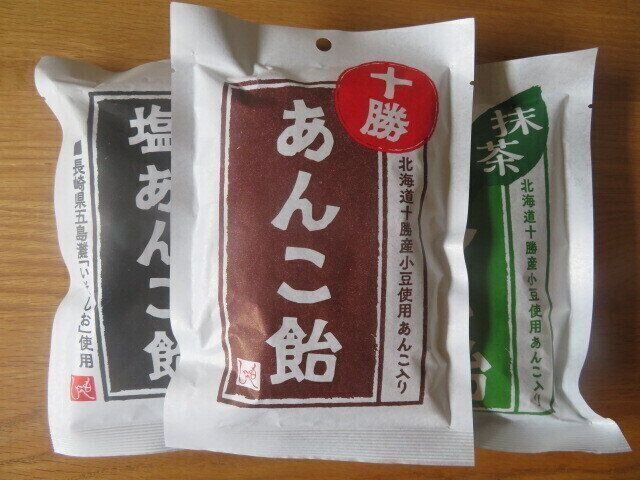 塩あんこ飴
長崎県五島灘「いそしお」使用
十勝
あんこ飴
北海道十勝産小豆使用あんこ入り
抹茶
北海道十勝産小豆使用あんこ入り
飴